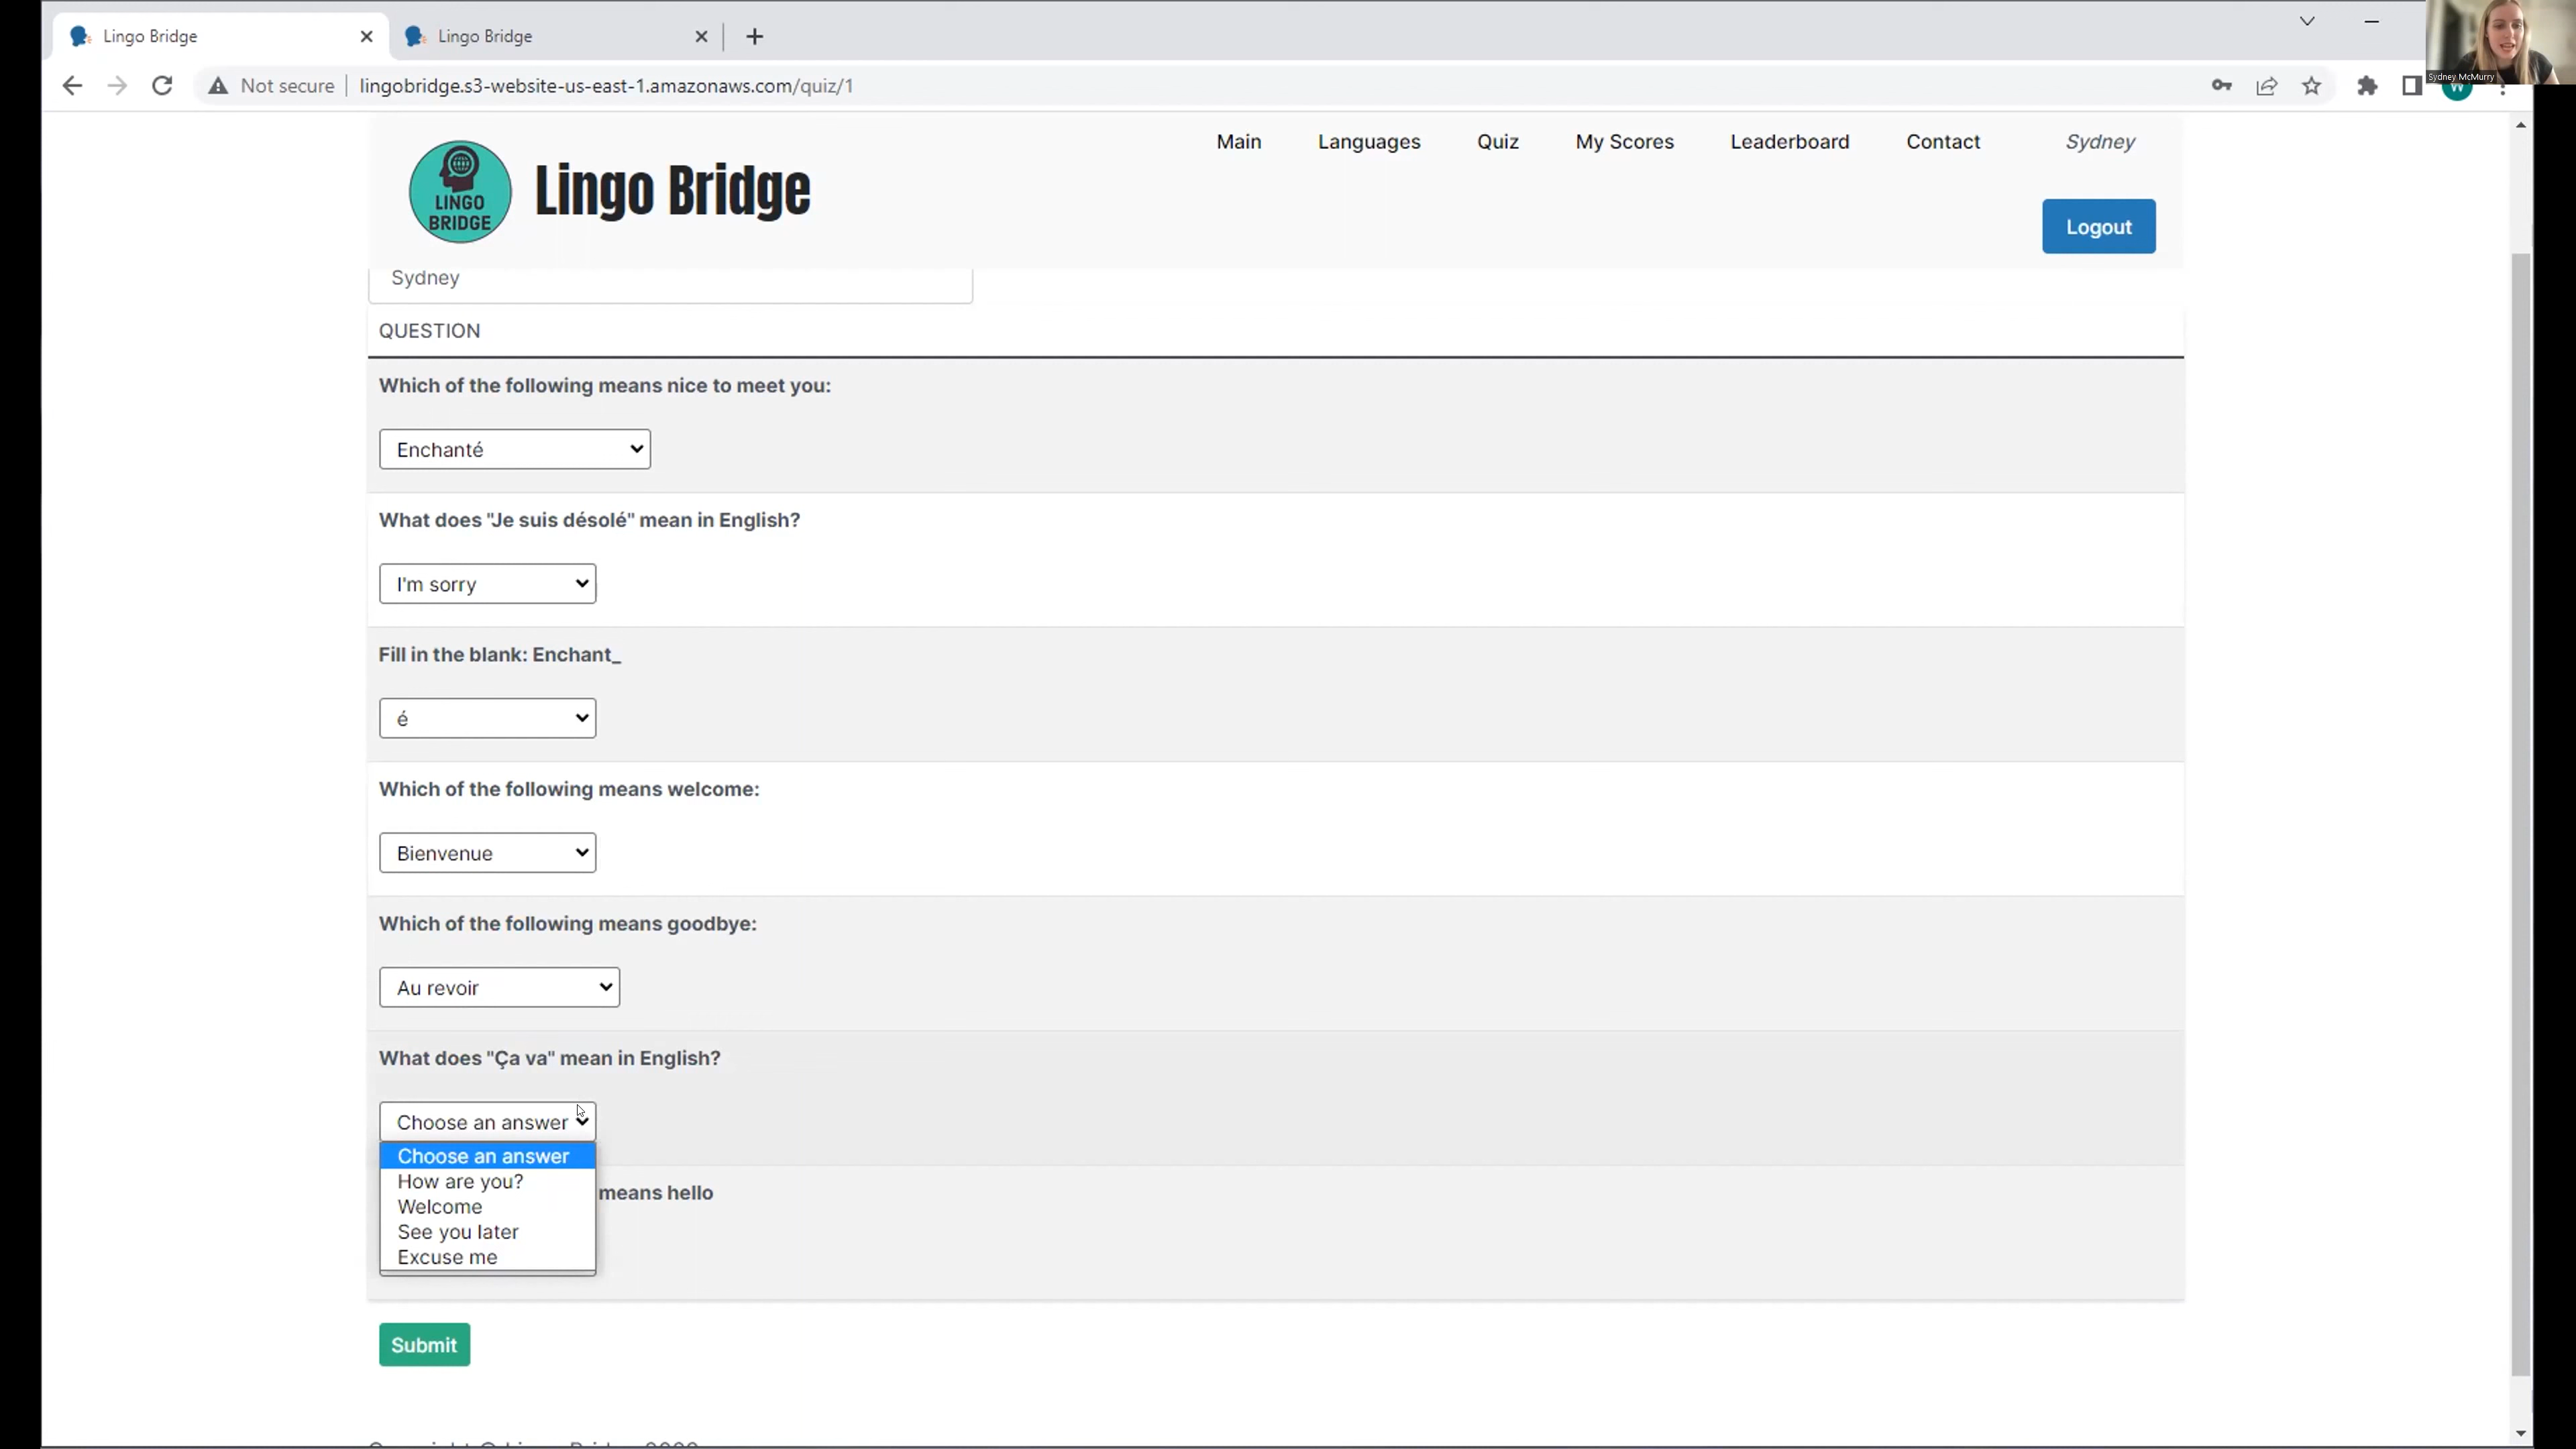 Lingo Bridge
Lingo Bridge
Not secure
lingobridge.s3-website-us-east-1.amazonaws.com/quiz/1
W
Sydney McMurry
LINGO
BRIDGE
Lingo Bridge
Main
Languages
Quiz
My Scores
Leaderboard
Contact
Sydney
Logout
Sydney
QUESTION
Which of the following means nice to meet you:
Enchanté
What does "Je suis désolé" mean in English?
I'm sorry
Fill in the blank: Enchant_
é
Which of the following means welcome:
Bienvenue
Which of the following means goodbye:
Au revoir
What does "Ça va" mean in English?
Choose an answer
Choose an answer
How are you?
Welcome
See you later
Excuse me
means hello
Submit